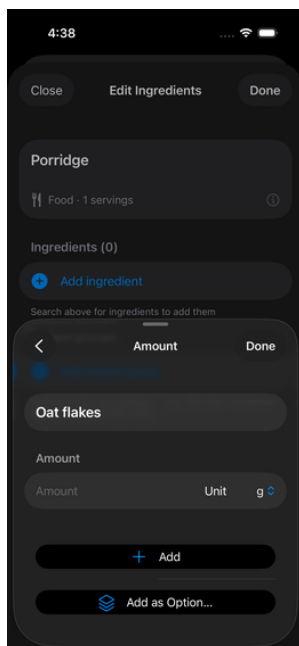 4:38
Close Edit Ingredients Done
Porridge
Food · 1 servings
Ingredients (0)
Add ingredient
Search above for ingredients to add them
Amount Done
Oat flakes
Amount
Amount Unit g
Add
Add as Option...